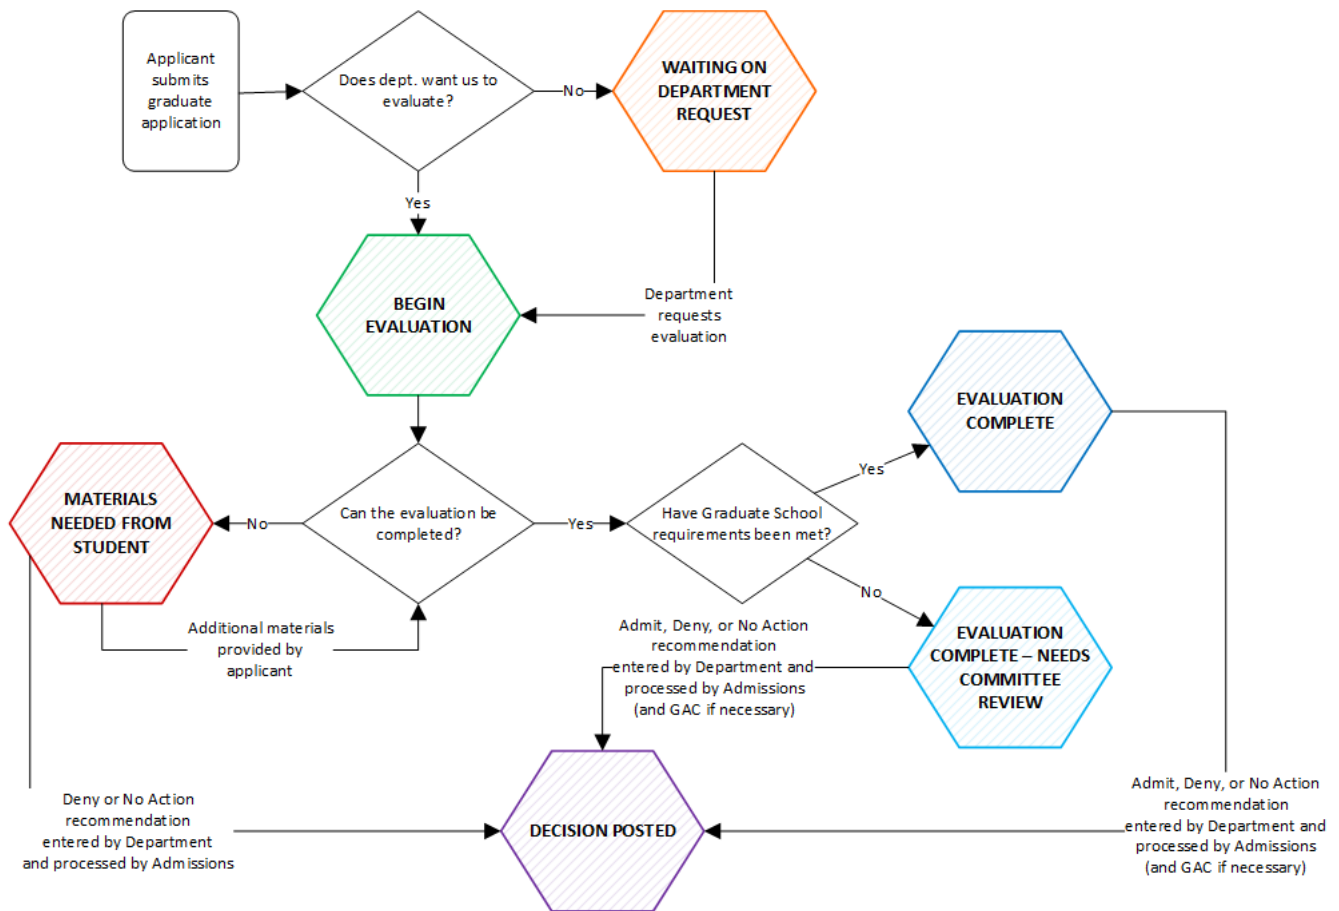 Applicant
submits
graduate
application
Does dept. want us to
evaluate?
No
WAITING ON
DEPARTMENT
REQUEST
Yes
BEGIN
EVALUATION
Department
requests
evaluation
EVALUATION
COMPLETE
MATERIALS
NEEDED FROM
STUDENT
No
Can the evaluation be
completed?
Yes
Have Graduate School
requirements been met?
Yes
No
Additional materials
provided by
applicant
Admit, Deny, or No Action
recommendation
entered by Department and
processed by Admissions
(and GAC if necessary)
EVALUATION
COMPLETE – NEEDS
COMMITTEE
REVIEW
Deny or No Action
recommendation
entered by Department
and processed by Admissions
DECISION POSTED
Admit, Deny, or No Action
recommendation
entered by Department and
processed by Admissions
(and GAC if necessary)